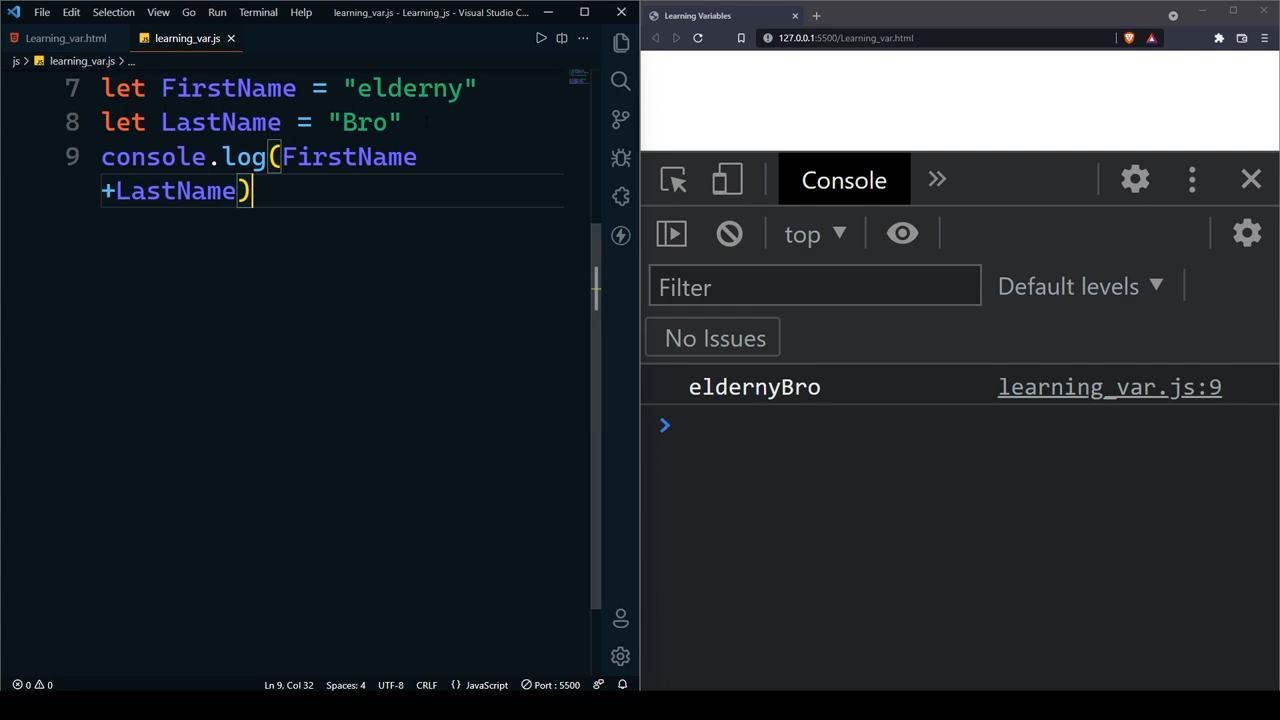 File Edit Selection View Go Run Terminal Help learning_var.js - Learning_js - Visual Studio C...
Learning_var.html learning_var.js
js > learning_var.js > ...
7 let FirstName = "elderny"
8 let LastName = "Bro"
9 console.log(FirstName
+LastName)
Ln 9, Col 32 Spaces: 4 UTF-8 CRLF {} JavaScript Port : 5500
0 0
Learning Variables
127.0.0.1:5500/Learning_var.html
Console
top
Filter Default levels
No Issues
eldernyBro learning_var.js:9